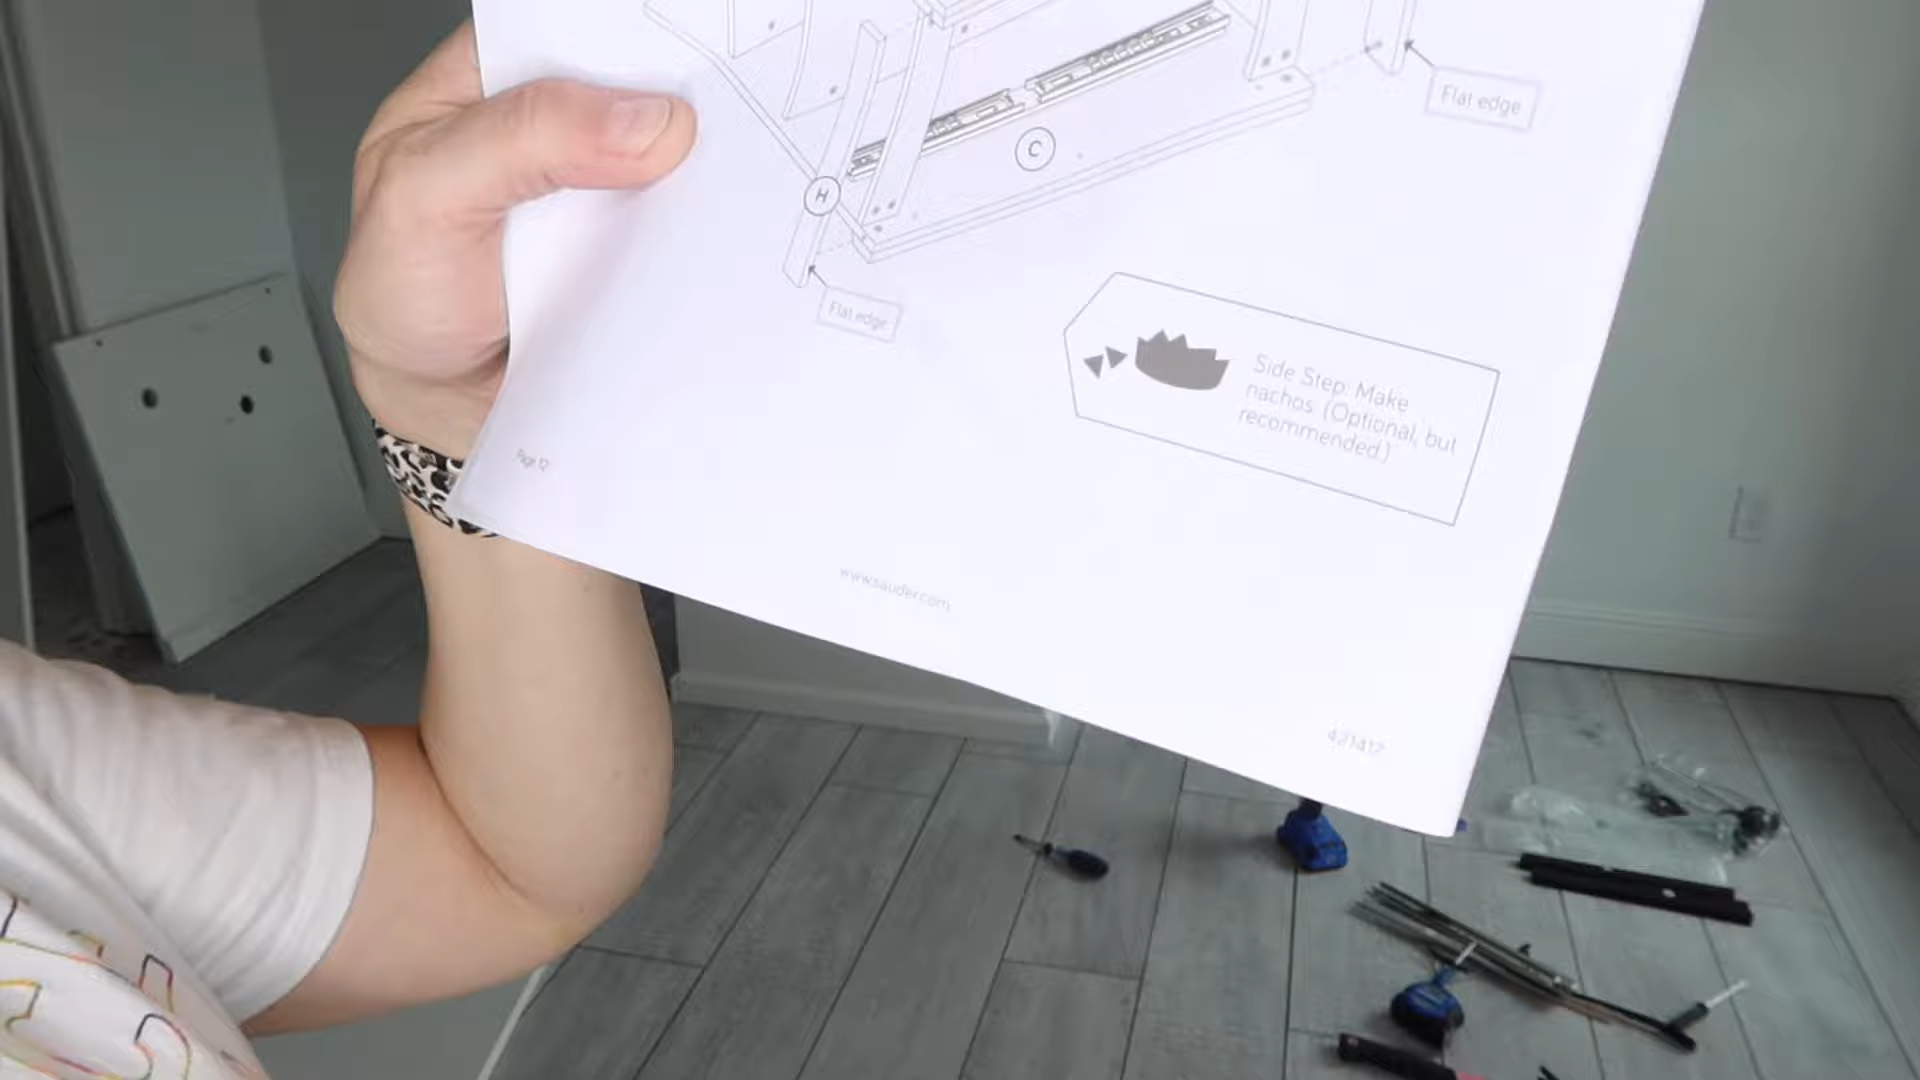 Flat edge
C
H
Flat edge
Side Step. Make
nachos. (Optional, but
recommended.)
Page 12
www.sauder.com
421412